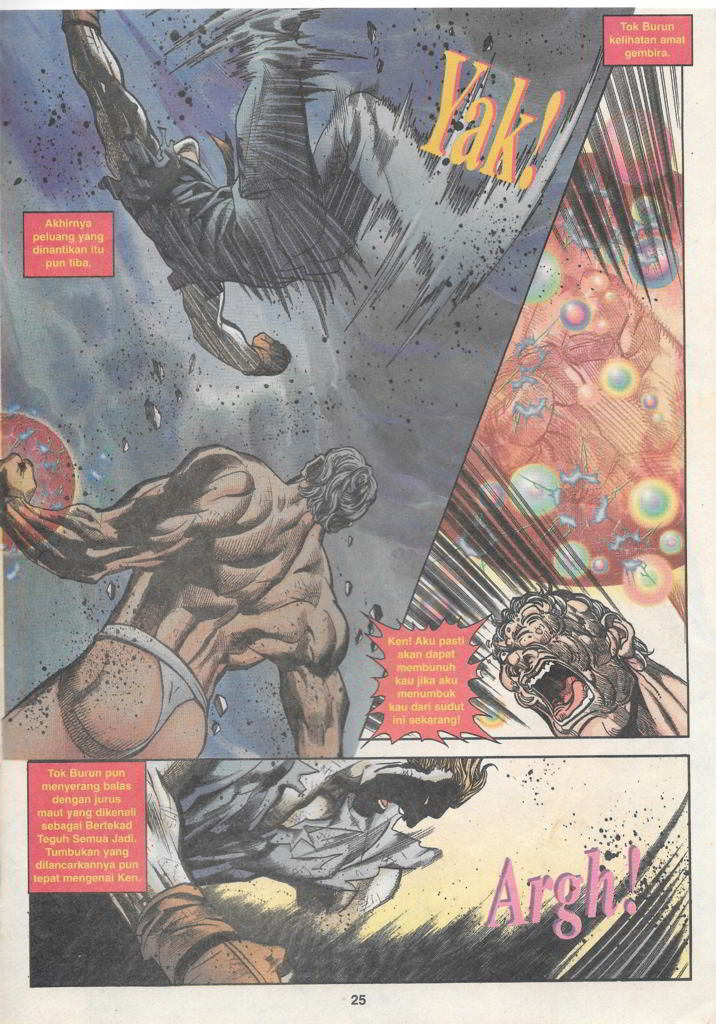 Tok Burun
kelihatan amat
gembira.
Yak!
Akhirnya
peluang yang
dinantikan itu
pun tiba.
Ken! Aku pasti
akan dapat
membunuh
kau jika aku
menumbuk
kau dari sudut
ini sekarang!
Tok Burun pun
menyerang balas
dengan jurus
maut yang dikenali
sebagai Bertekad
Teguh Semua Jadi.
Tumbukan yang
dilancarkannya pun
tepat mengenai Ken.
Argh!
25